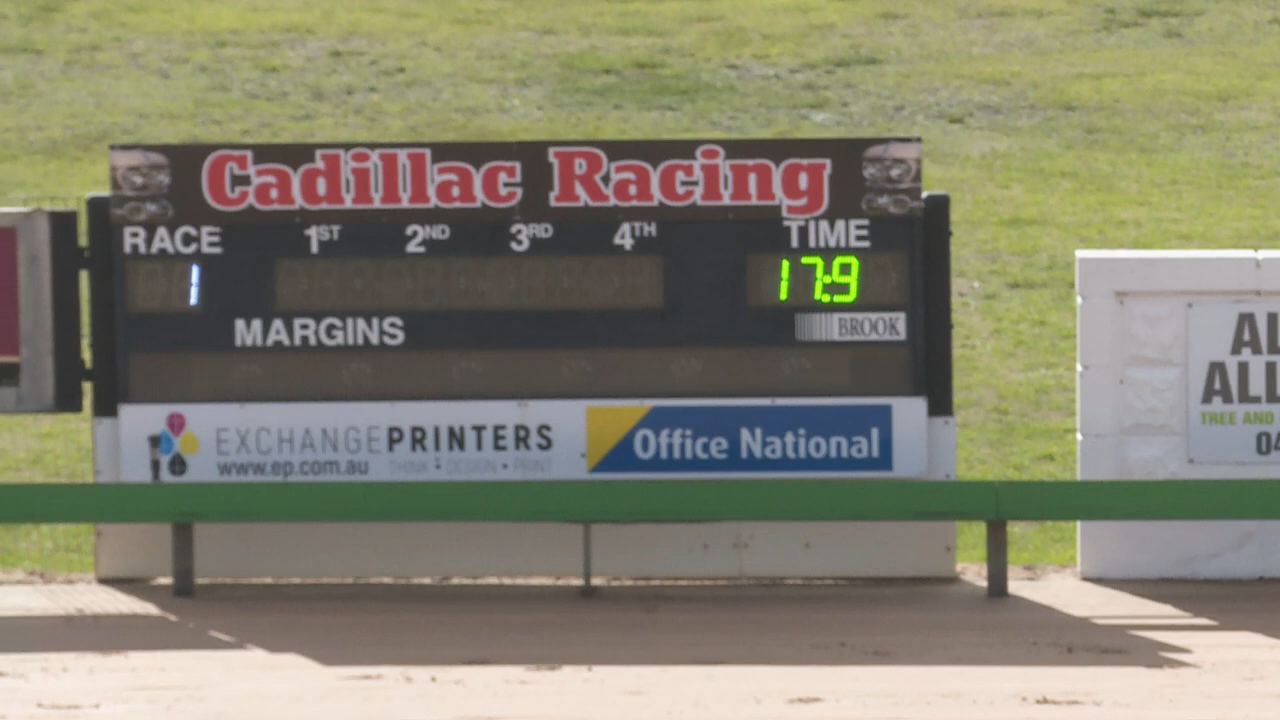 Cadillac Racing
RACE 1ST 2ND 3RD 4TH TIME
1 17:9
MARGINS BROOK
EXCHANGEPRINTERS
www.ep.com.au THINK • DESIGN • PRINT
Office National
AL
ALL
TREE AND
04